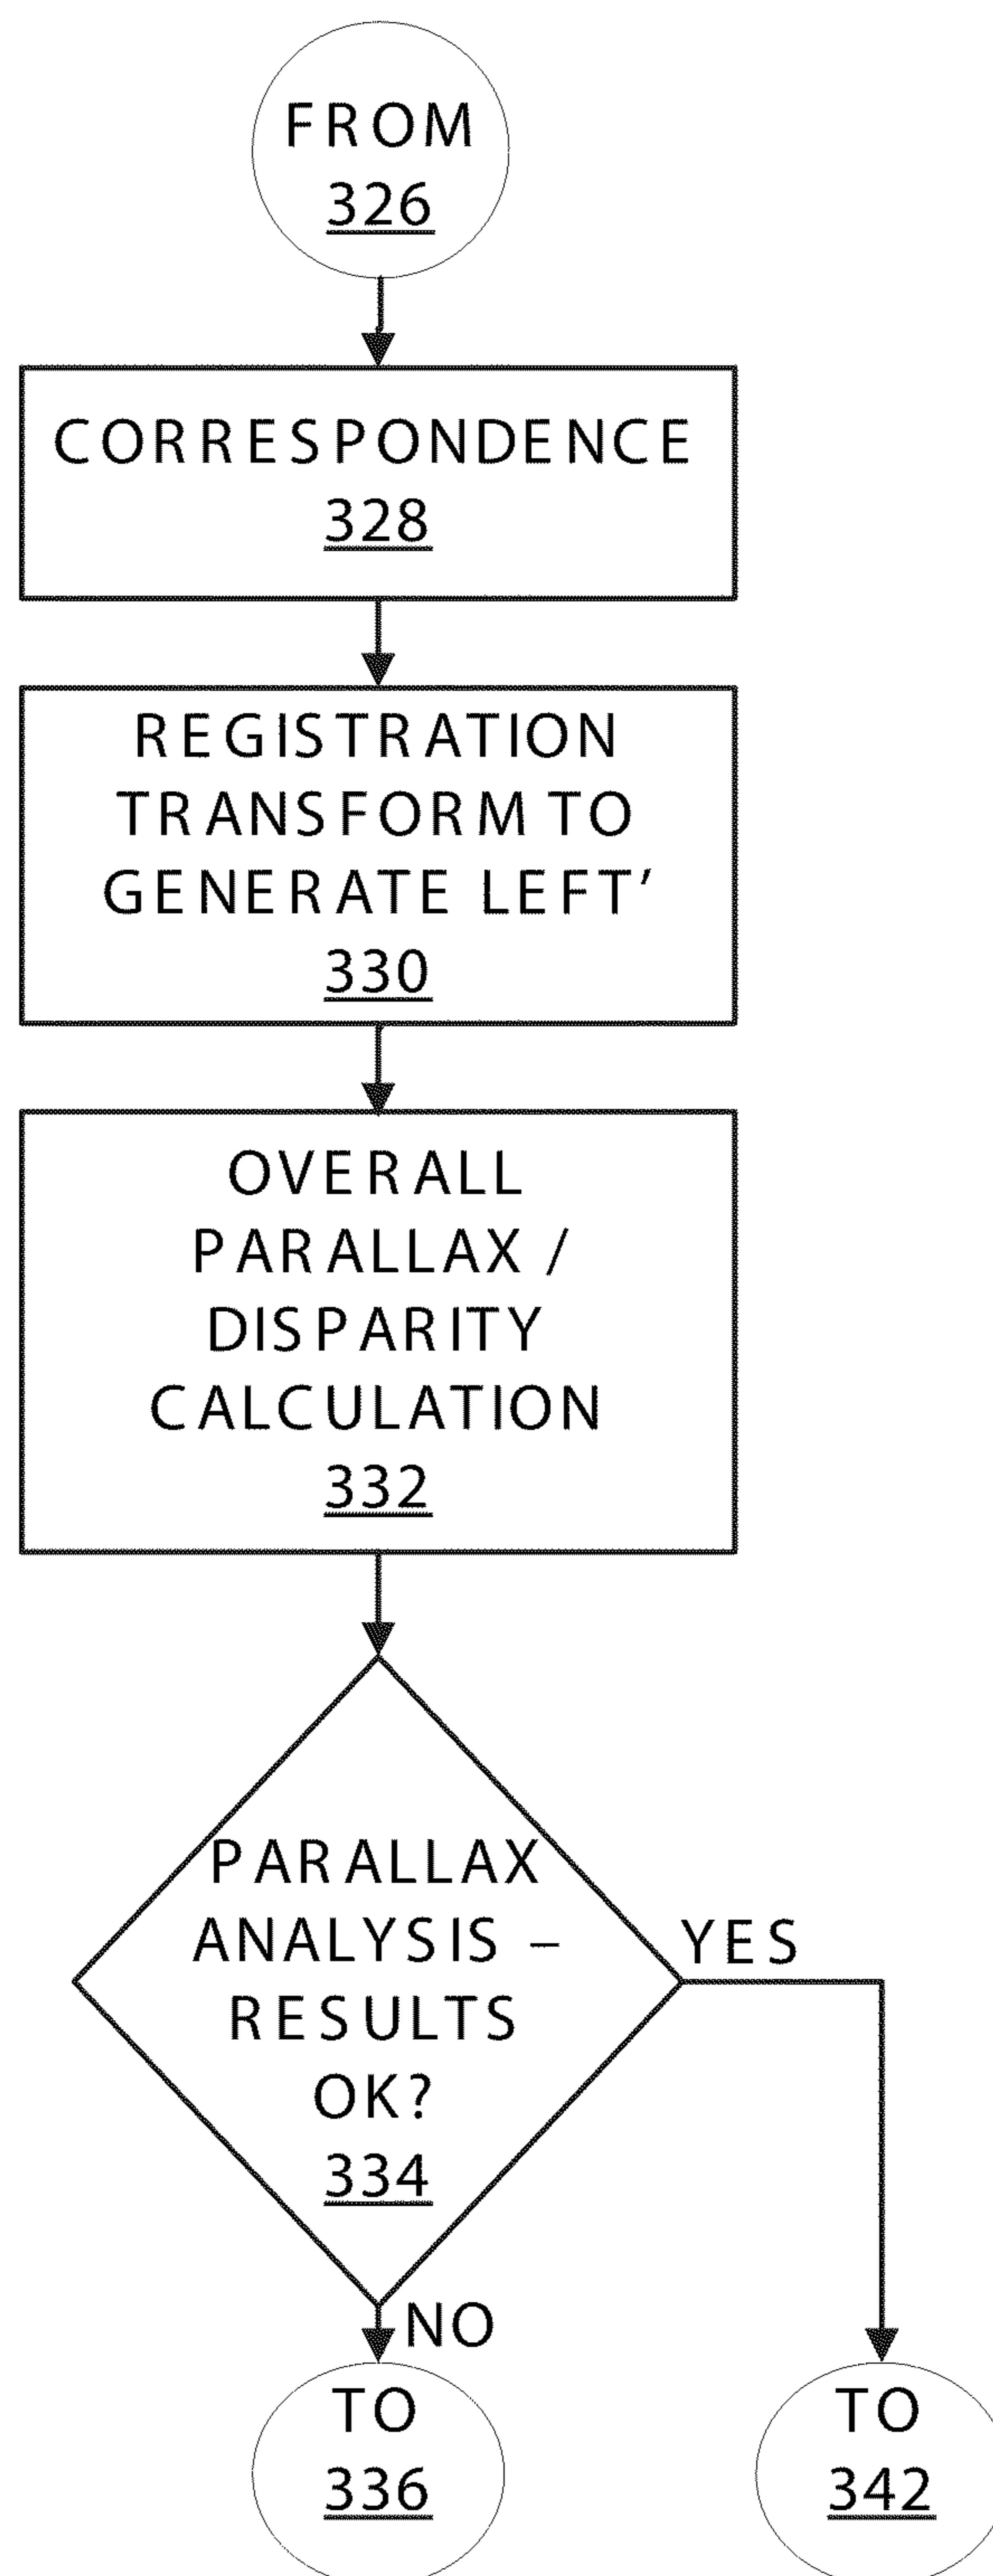 FROM
326
CORRESPONDENCE
328
REGISTRATION
TRANSFORM TO
GENERATE LEFT’
330
OVERALL
PARALLAX /
DISPARITY
CALCULATION
332
PARALLAX
ANALYSIS –
RESULTS
OK?
334
YES
NO
TO
336
TO
342